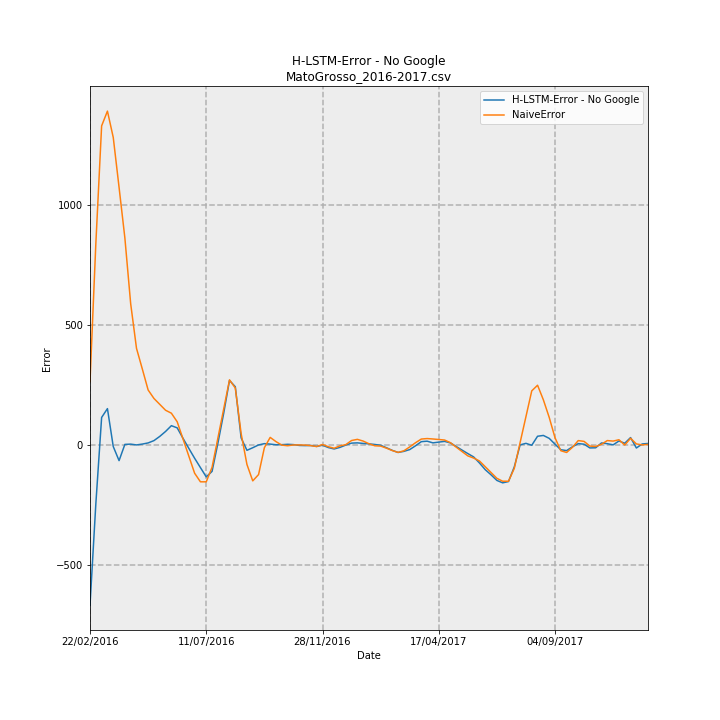 H-LSTM-Error - No Google
MatoGrosso_2016-2017.csv
H-LSTM-Error - No Google
NaiveError
1000
500
0
−500
Error
22/02/2016
11/07/2016
28/11/2016
17/04/2017
04/09/2017
Date